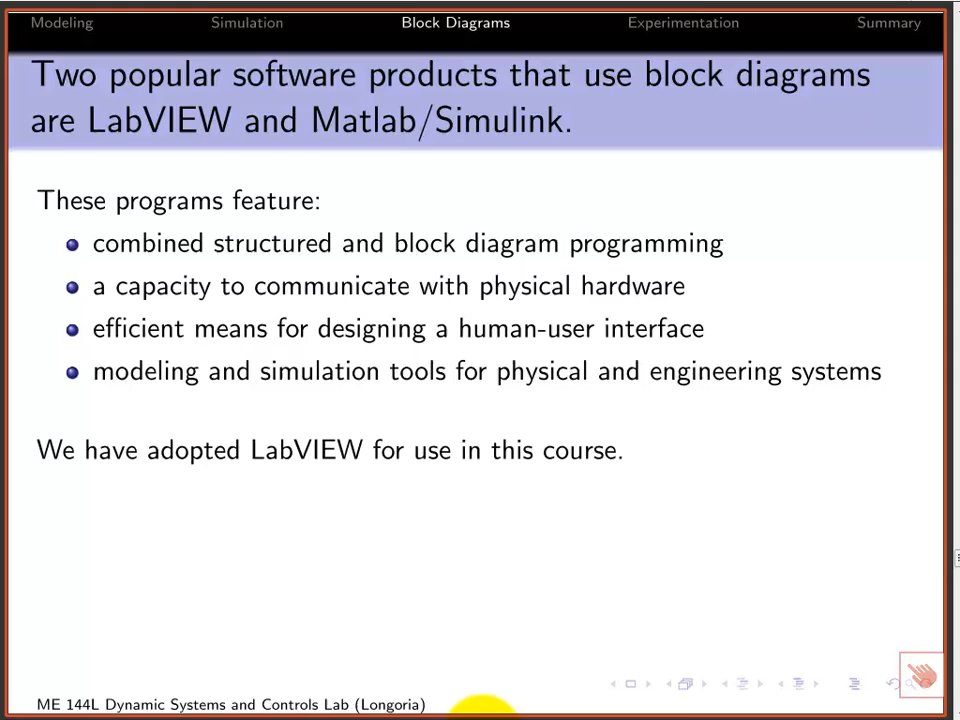 Modeling Simulation Block Diagrams Experimentation Summary
Two popular software products that use block diagrams
are LabVIEW and Matlab/Simulink.
These programs feature:
combined structured and block diagram programming
a capacity to communicate with physical hardware
efficient means for designing a human-user interface
modeling and simulation tools for physical and engineering systems
We have adopted LabVIEW for use in this course.
ME 144L Dynamic Systems and Controls Lab (Longoria)